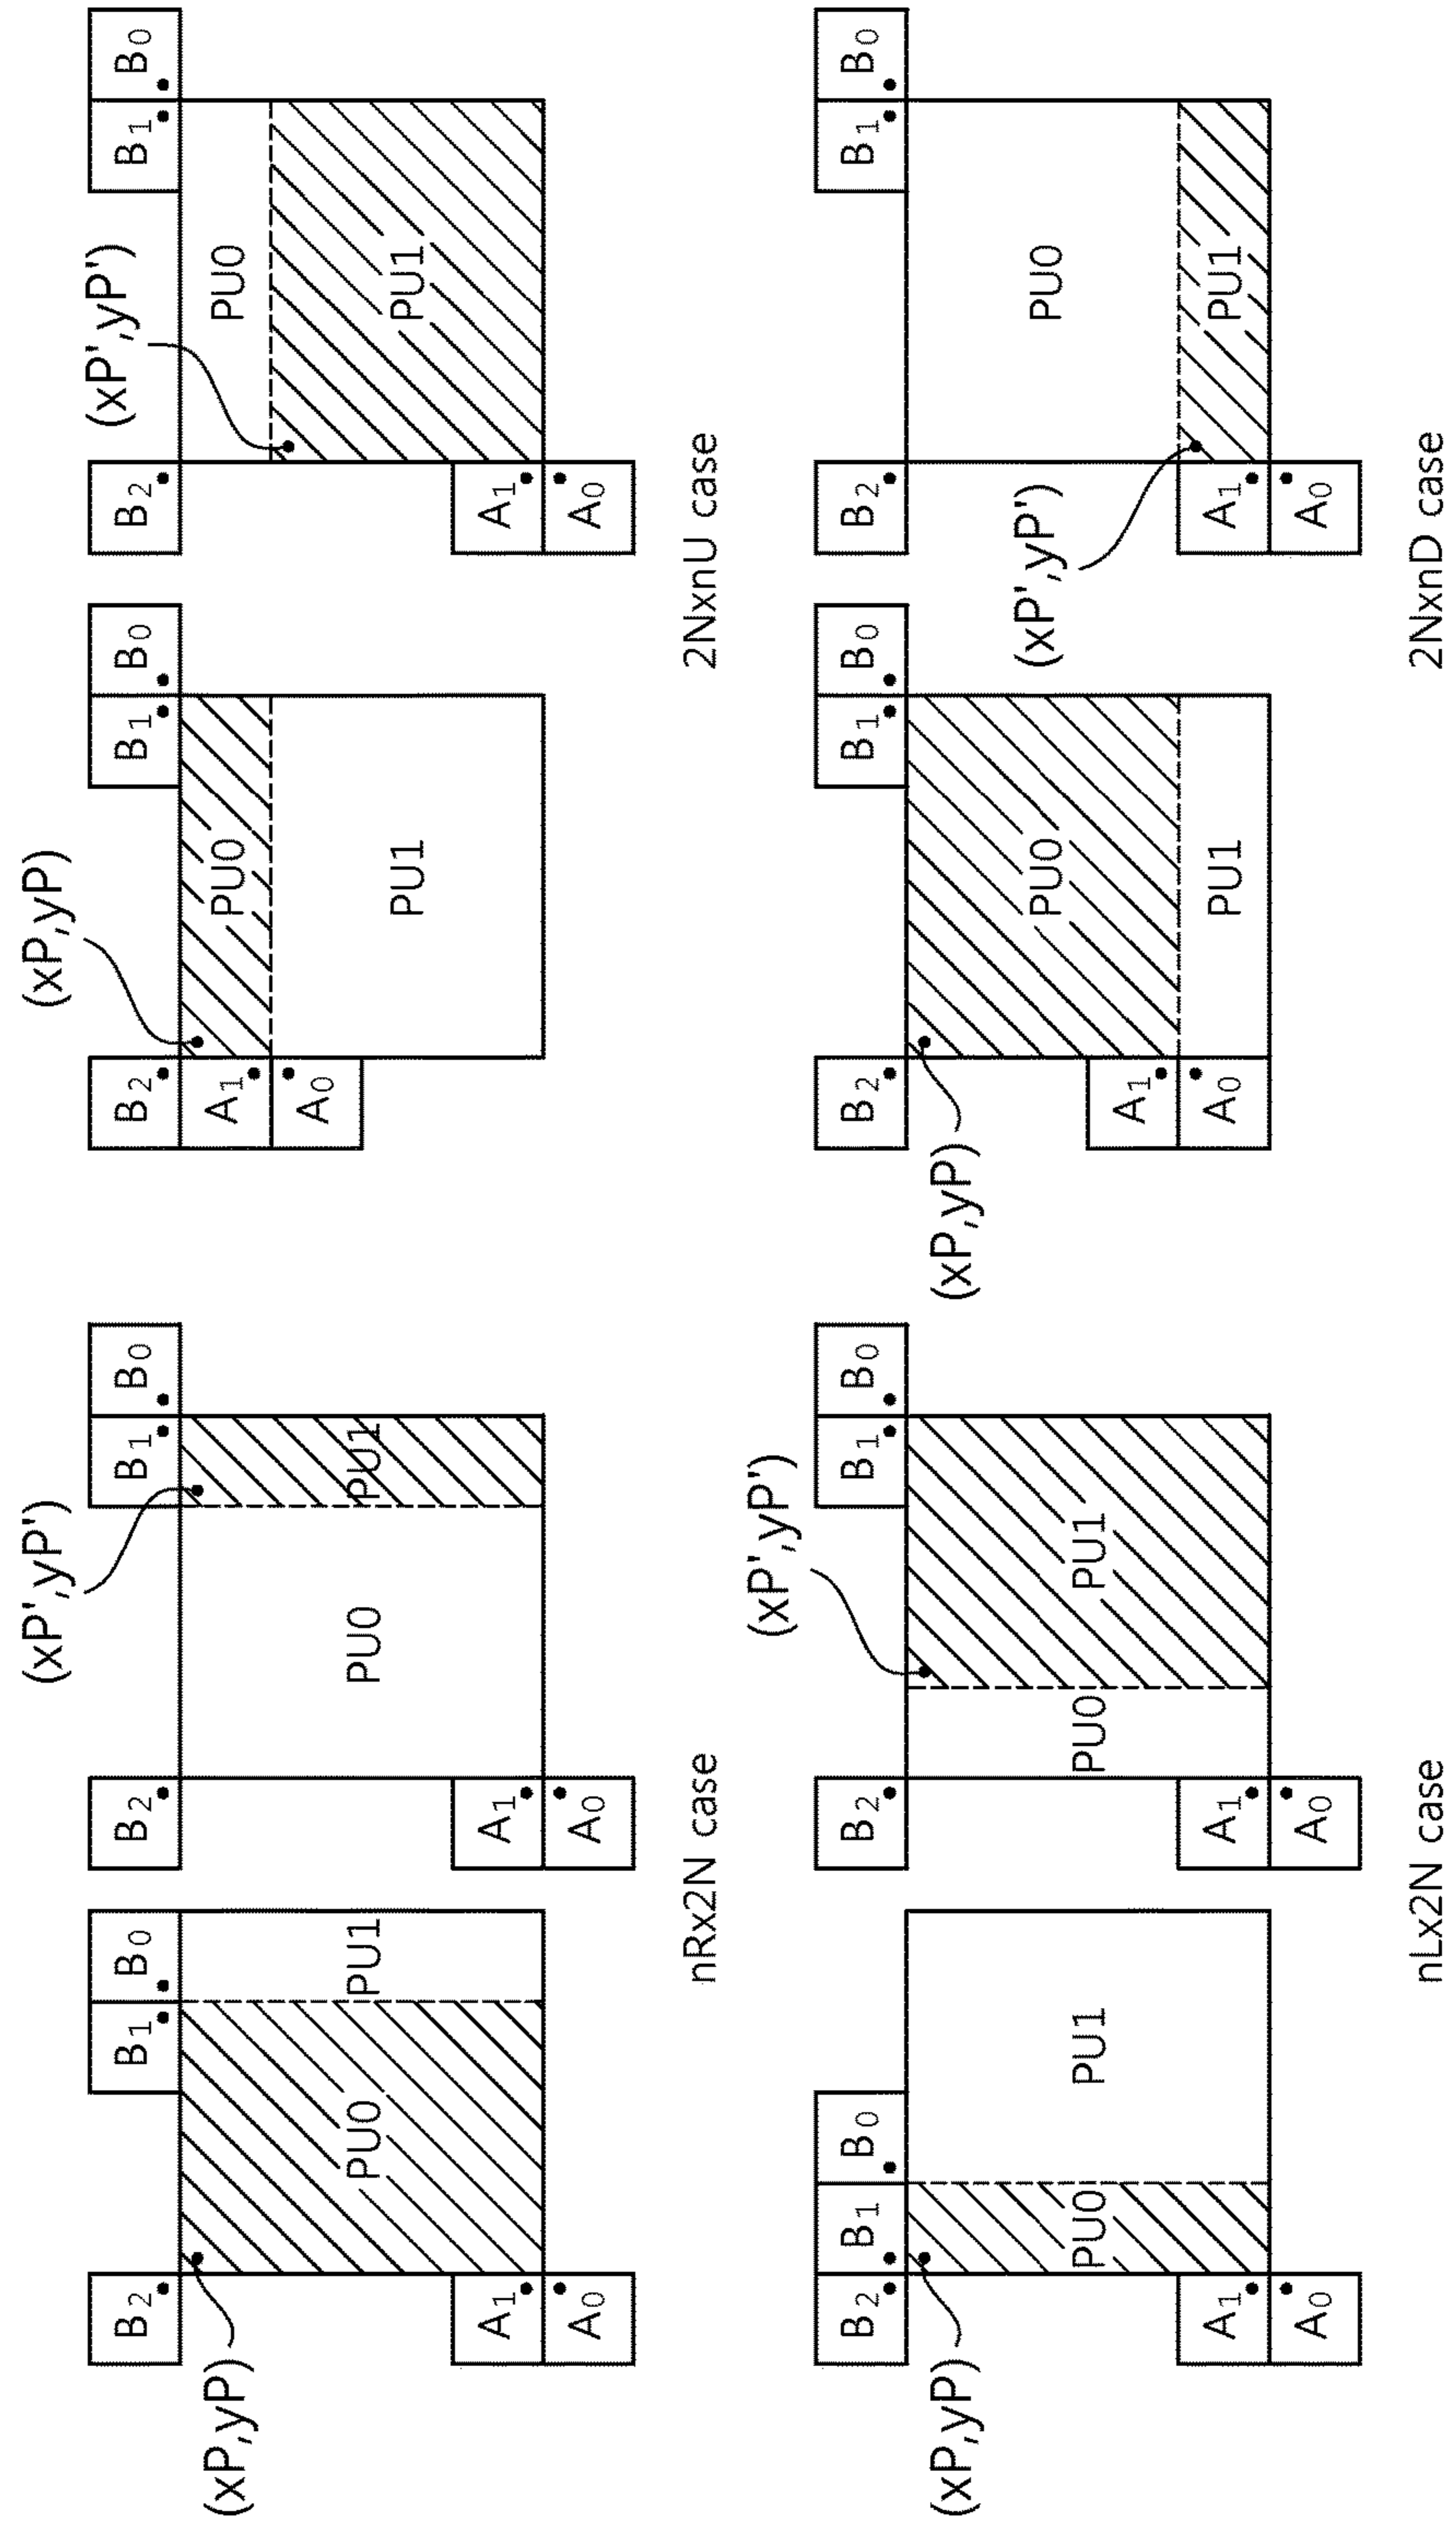 (xP,yP)
B2
B1
B0
PU0
PU1
A1
A0
(xP',yP')
B2
B1
B0
PU0
PU1
A1
A0
nRx2N case
(xP,yP)
B2
B1
B0
A1
PU0
A0
PU1
(xP',yP')
B2
B1
B0
PU0
PU1
A1
A0
2NxnU case
(xP,yP)
B2
B1
B0
PU0
PU1
A1
A0
(xP',yP')
B2
B1
B0
PU0
PU1
A1
A0
nLx2N case
(xP,yP)
B2
B1
B0
PU0
A1
A0
PU1
(xP',yP')
B2
B1
B0
PU0
A1
PU1
A0
2NxnD case